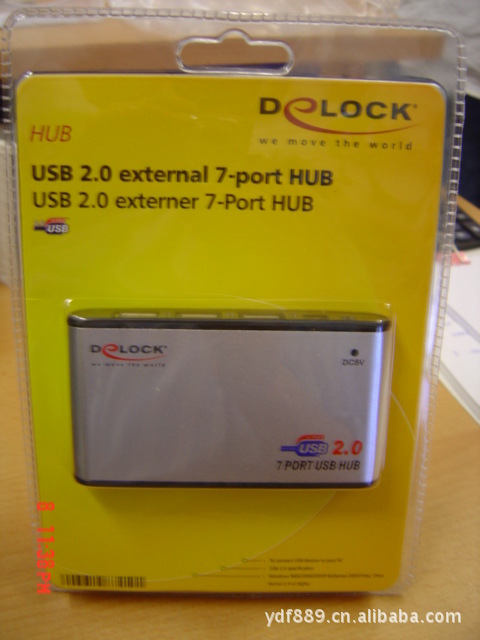 DELOCK®
we move the world
HUB
USB 2.0 external 7-port HUB
USB 2.0 externer 7-Port HUB
USB
DELOCK®
we move the world
DC5V
USB 2.0
7-PORT USB HUB
8 11:38 PM
ydf889.cn.alibaba.com